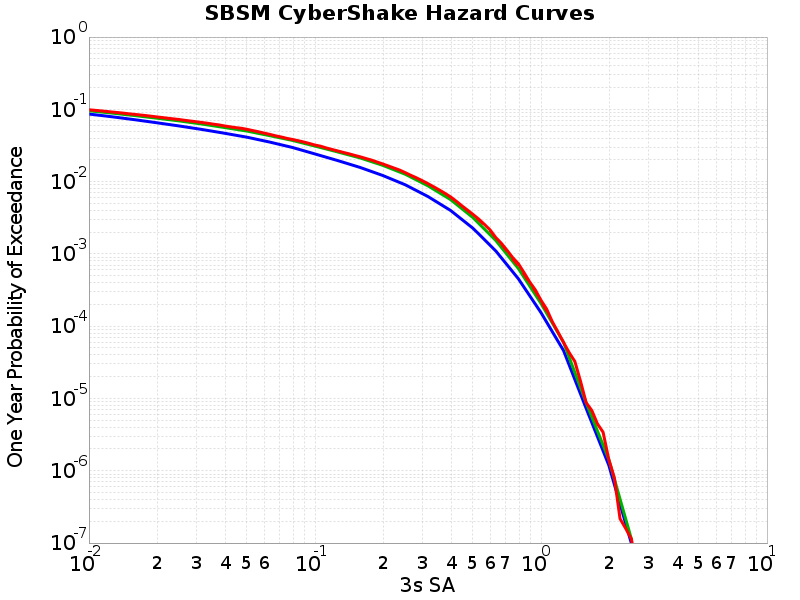 SBSM CyberShake Hazard Curves
One Year Probability of Exceedance
10^0
10^-1
10^-2
10^-3
10^-4
10^-5
10^-6
10^-7
10^-2 2 3 4 5 6 10^-1 2 3 4 5 6 7 10^0 2 3 4 5 6 7 10^1
3s SA